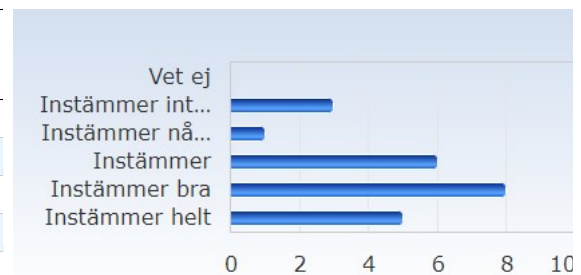 Vet ej
Instämmer int...
Instämmer nå...
Instämmer
Instämmer bra
Instämmer helt
0 2 4 6 8 10